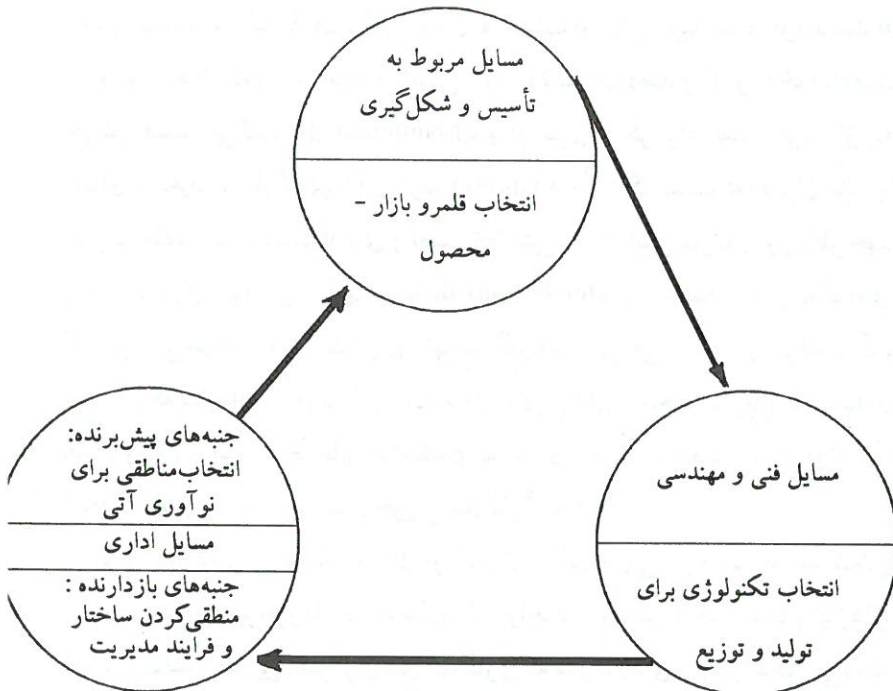 مسایل مربوط به
تأسیس و شکل‌گیری
انتخاب قلمرو بازار –
محصول
مسایل فنی و مهندسی
انتخاب تکنولوژی برای
تولید و توزیع
جنبه‌های پیش‌برنده:
انتخاب‌مناطقی برای
نوآوری آتی
مسایل اداری
جنبه‌های بازدارنده :
منطقی‌کردن ساختار
و فرایند مدیریت